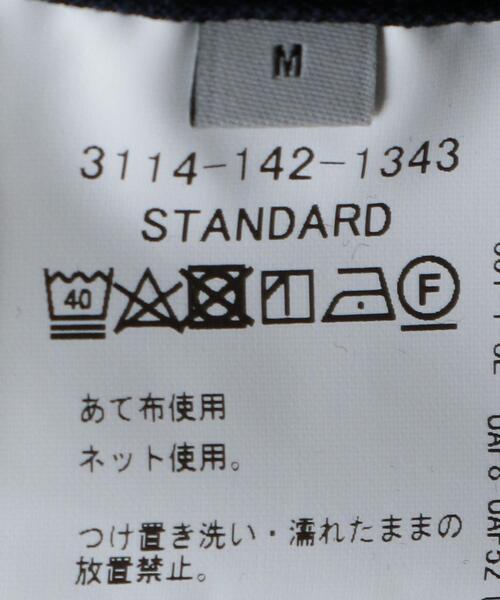 M
3114-142-1343
STANDARD
40 F
あて布使用
ネット使用。
つけ置き洗い・濡れたままの
放置禁止。